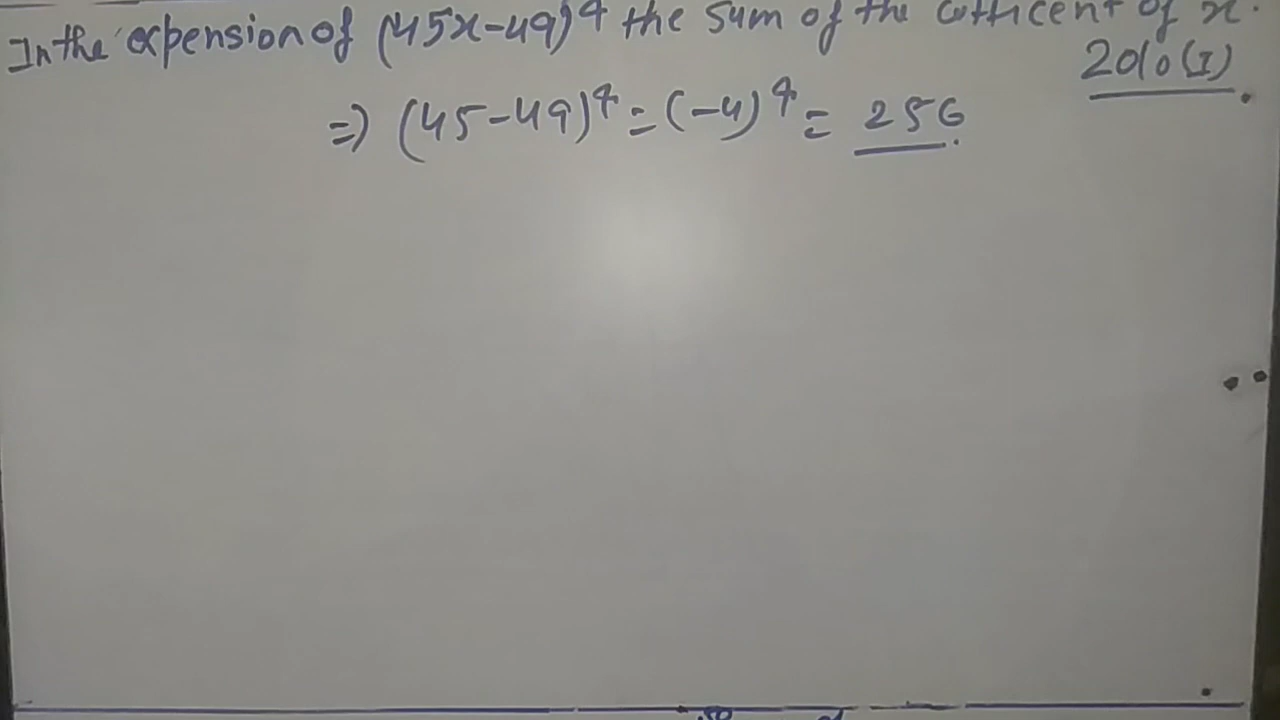 In the expension of (45x-49)⁴ the sum of the cofficent of x.
2010(I)
=) (45-49)⁴ = (-4)⁴ = 256.